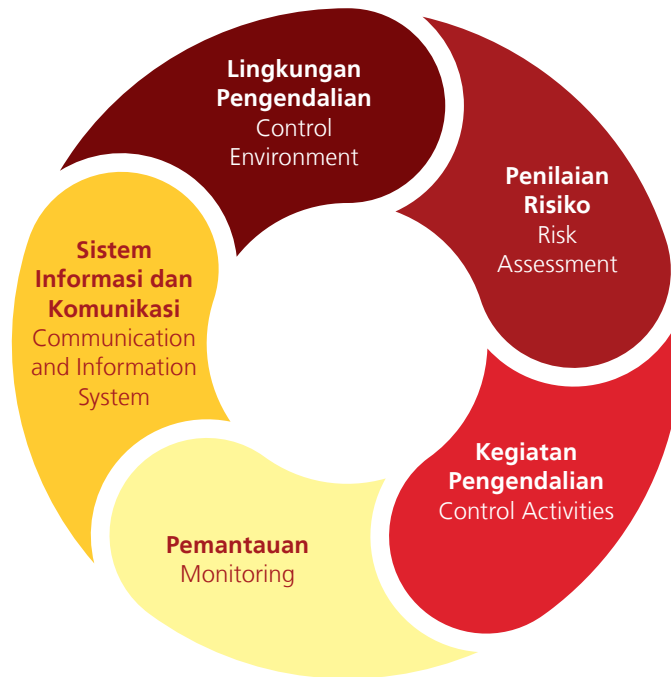 Lingkungan
Pengendalian
Control
Environment
Penilaian
Risiko
Risk
Assessment
Kegiatan
Pengendalian
Control Activities
Pemantauan
Monitoring
Sistem
Informasi dan
Komunikasi
Communication
and Information
System